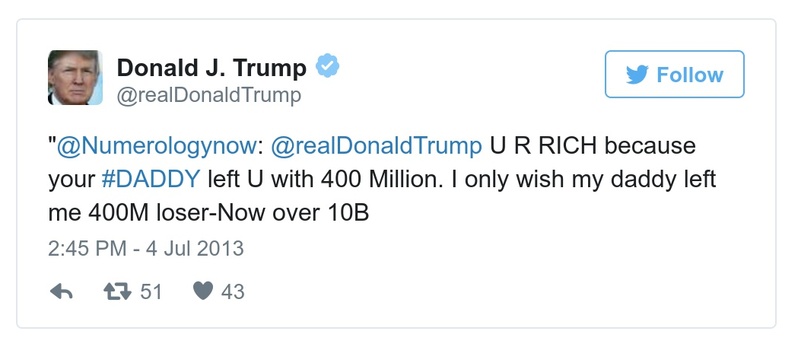 Donald J. Trump
@realDonaldTrump
Follow
"@Numerologynow: @realDonaldTrump U R RICH because
your #DADDY left U with 400 Million. I only wish my daddy left
me 400M loser-Now over 10B
2:45 PM - 4 Jul 2013
51 43